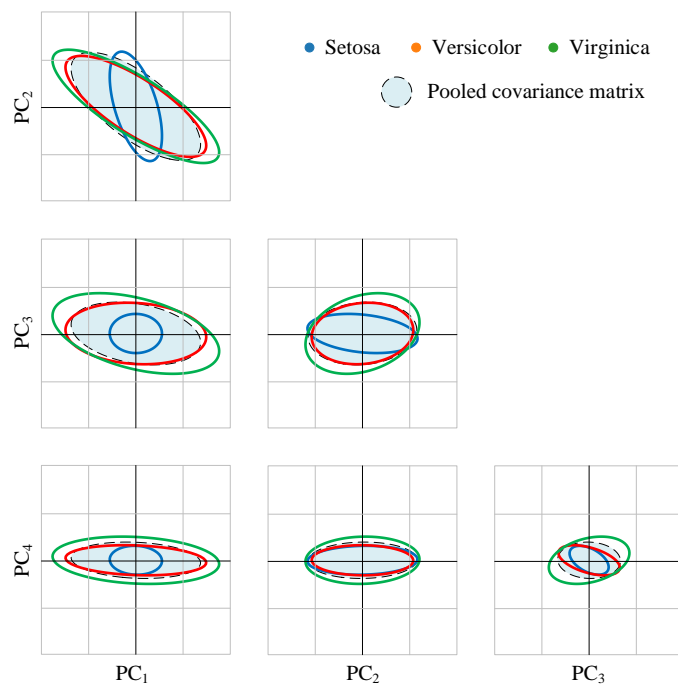 Setosa Versicolor Virginica
Pooled covariance matrix
PC₂
PC₃
PC₄
PC₁ PC₂ PC₃